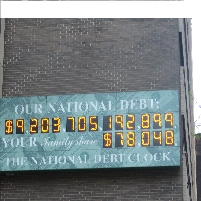 OUR NATIONAL DEBT:
$9,203,705,192,899
YOUR Family share $78,048
THE NATIONAL DEBT CLOCK